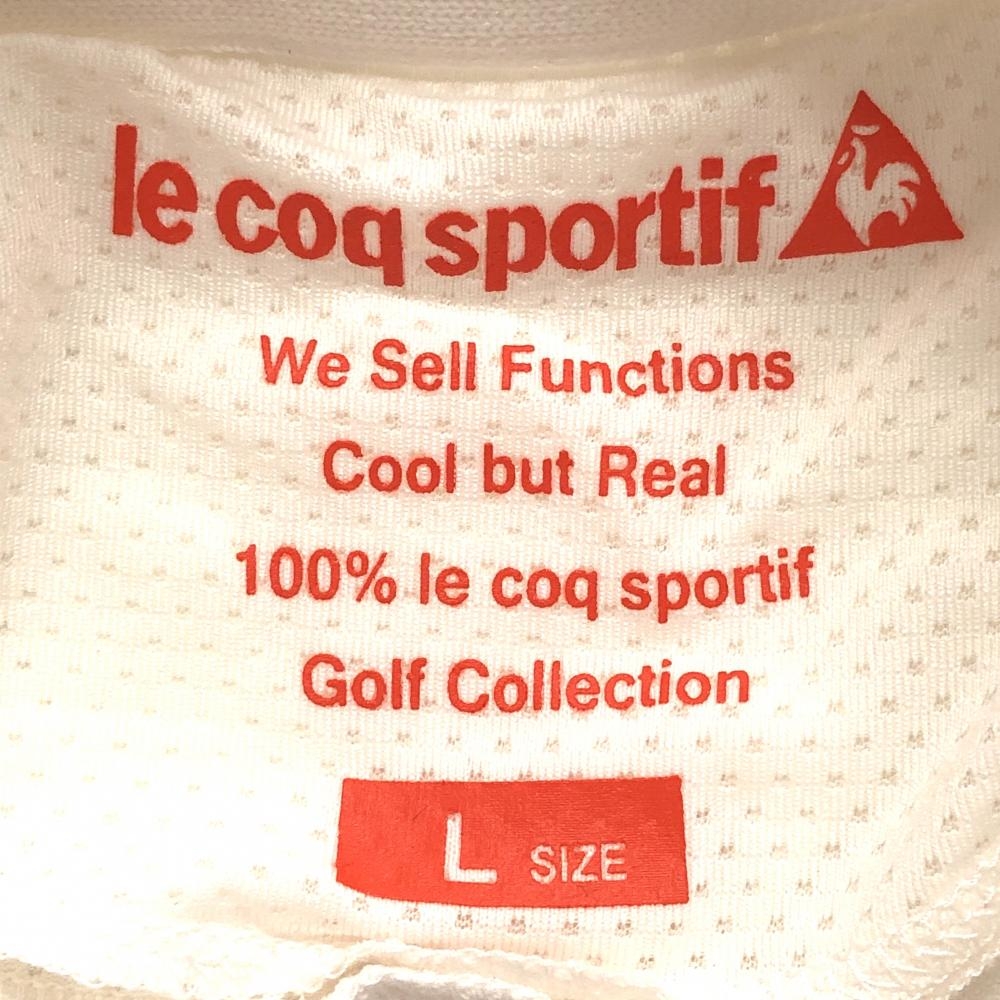 le coq sportif
We Sell Functions
Cool but Real
100% le coq sportif
Golf Collection
L SIZE